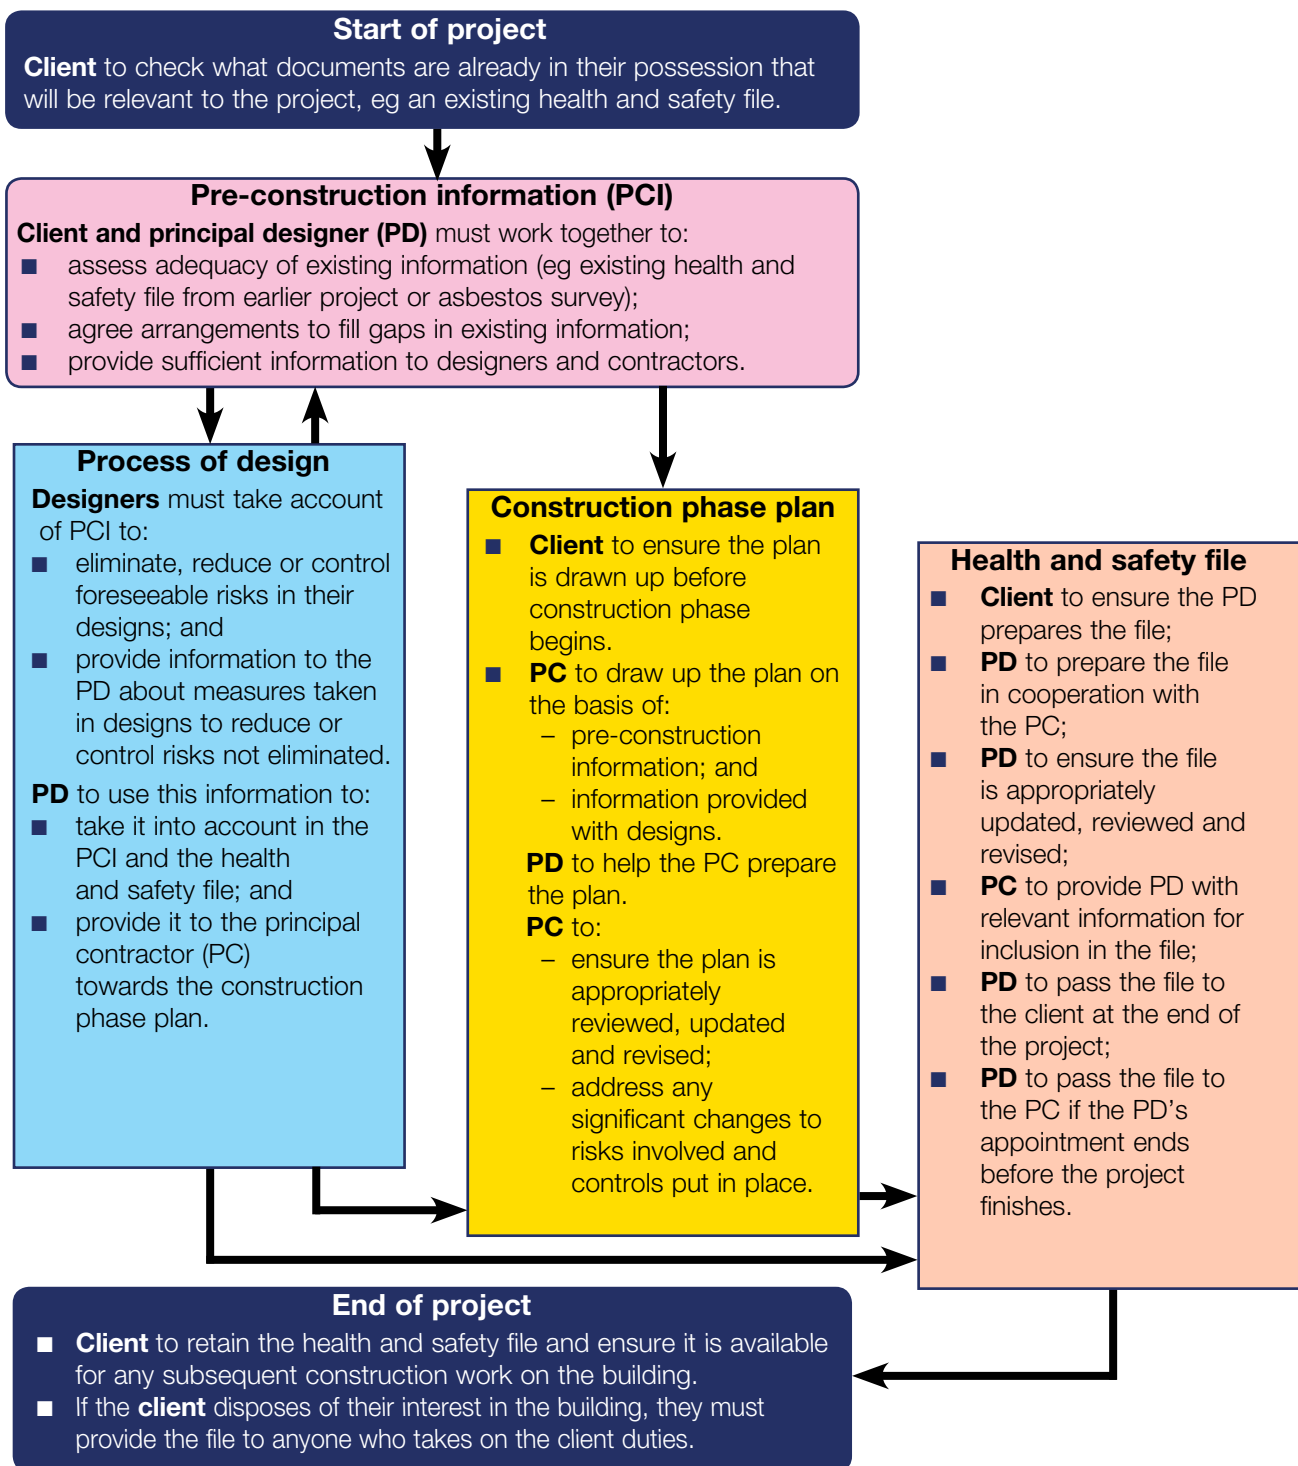 Start of project
Client to check what documents are already in their possession that
will be relevant to the project, eg an existing health and safety file.
Pre-construction information (PCI)
Client and principal designer (PD) must work together to:
■ assess adequacy of existing information (eg existing health and
safety file from earlier project or asbestos survey);
■ agree arrangements to fill gaps in existing information;
■ provide sufficient information to designers and contractors.
Process of design
Designers must take account
of PCI to:
■ eliminate, reduce or control
foreseeable risks in their
designs; and
■ provide information to the
PD about measures taken
in designs to reduce or
control risks not eliminated.
PD to use this information to:
■ take it into account in the
PCI and the health
and safety file; and
■ provide it to the principal
contractor (PC)
towards the construction
phase plan.
Construction phase plan
■ Client to ensure the plan
is drawn up before
construction phase
begins.
■ PC to draw up the plan on
the basis of:
– pre-construction
information; and
– information provided
with designs.
PD to help the PC prepare
the plan.
PC to:
– ensure the plan is
appropriately
reviewed, updated
and revised;
– address any
significant changes to
risks involved and
controls put in place.
Health and safety file
■ Client to ensure the PD
prepares the file;
■ PD to prepare the file
in cooperation with
the PC;
■ PD to ensure the file
is appropriately
updated, reviewed and
revised;
■ PC to provide PD with
relevant information for
inclusion in the file;
■ PD to pass the file to
the client at the end of
the project;
■ PD to pass the file to
the PC if the PD’s
appointment ends
before the project
finishes.
End of project
■ Client to retain the health and safety file and ensure it is available
for any subsequent construction work on the building.
■ If the client disposes of their interest in the building, they must
provide the file to anyone who takes on the client duties.